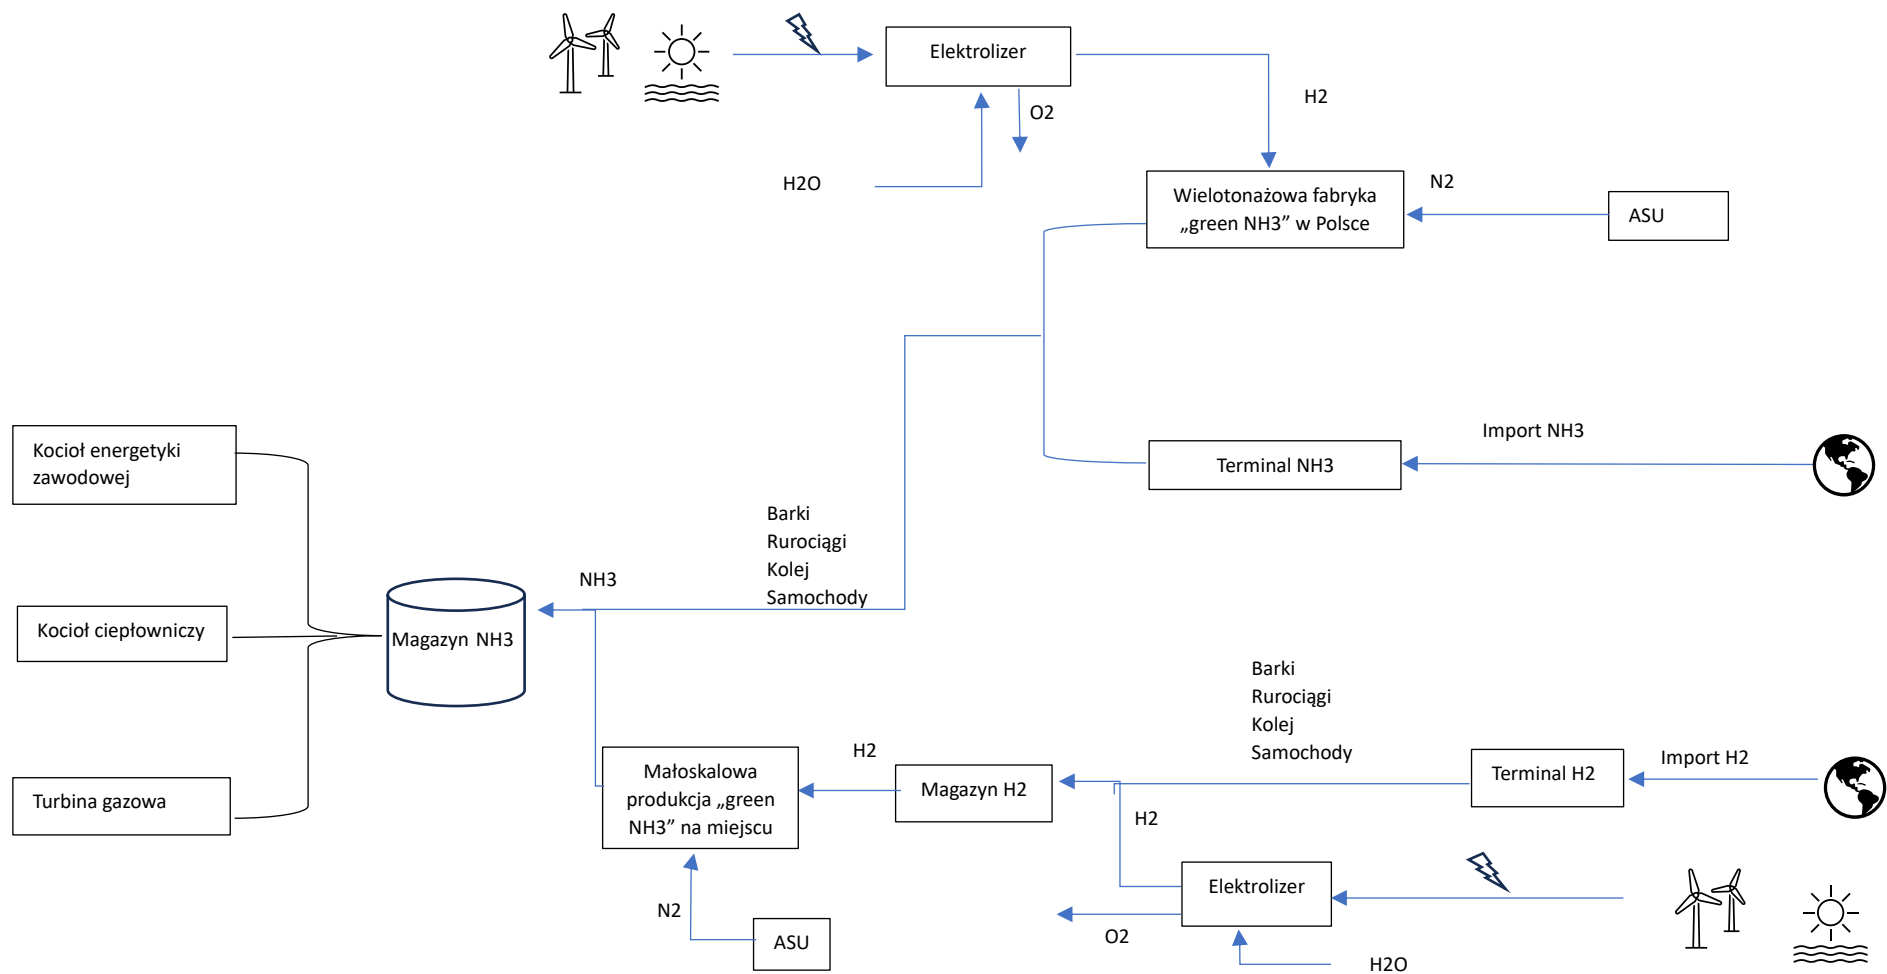 Elektrolizer
H2
O2
H2O
Wielotonażowa fabryka
„green NH3” w Polsce
N2
ASU
Import NH3
Terminal NH3
Kocioł energetyki
zawodowej
Barki
Rurociągi
Kolej
Samochody
NH3
Kocioł ciepłowniczy
Magazyn NH3
Turbina gazowa
Barki
Rurociągi
Kolej
Samochody
Import H2
Terminal H2
H2
Małoskalowa
produkcja „green
NH3” na miejscu
Magazyn H2
H2
Elektrolizer
N2
ASU
O2
H2O